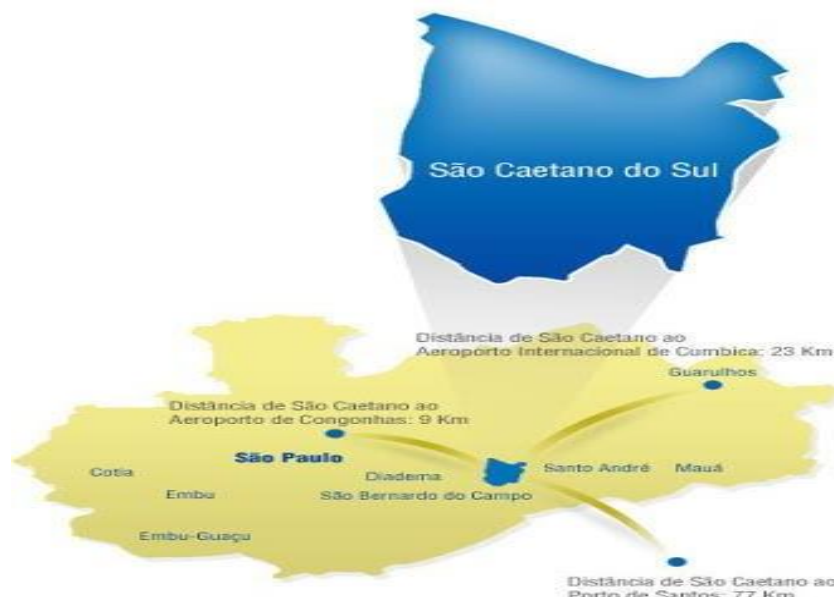 São Caetano do Sul
Distância de São Caetano ao
Aeroporto Internacional de Cumbica: 23 Km
Guarulhos
Distância de São Caetano ao
Aeroporto de Congonhas: 9 Km
São Paulo
Cotia
Diadema
Santo André
Mauá
Embu
São Bernardo do Campo
Embu-Guaçu
Distância de São Caetano ao
Porto de Santos: 77 Km